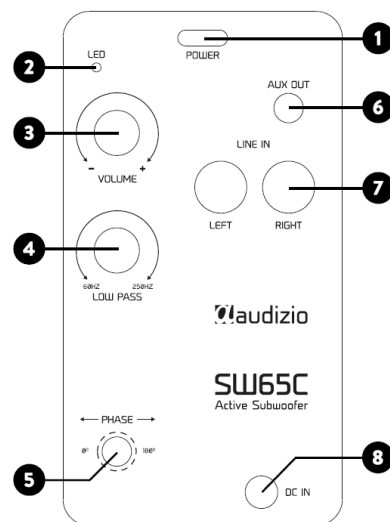 1
POWER
LED
2
AUX OUT
6
3
- +
VOLUME
LINE IN
7
LEFT RIGHT
4
60HZ 250HZ
LOW PASS
audizio
SW65C
Active Subwoofer
PHASE
0° 180°
5
8
DC IN